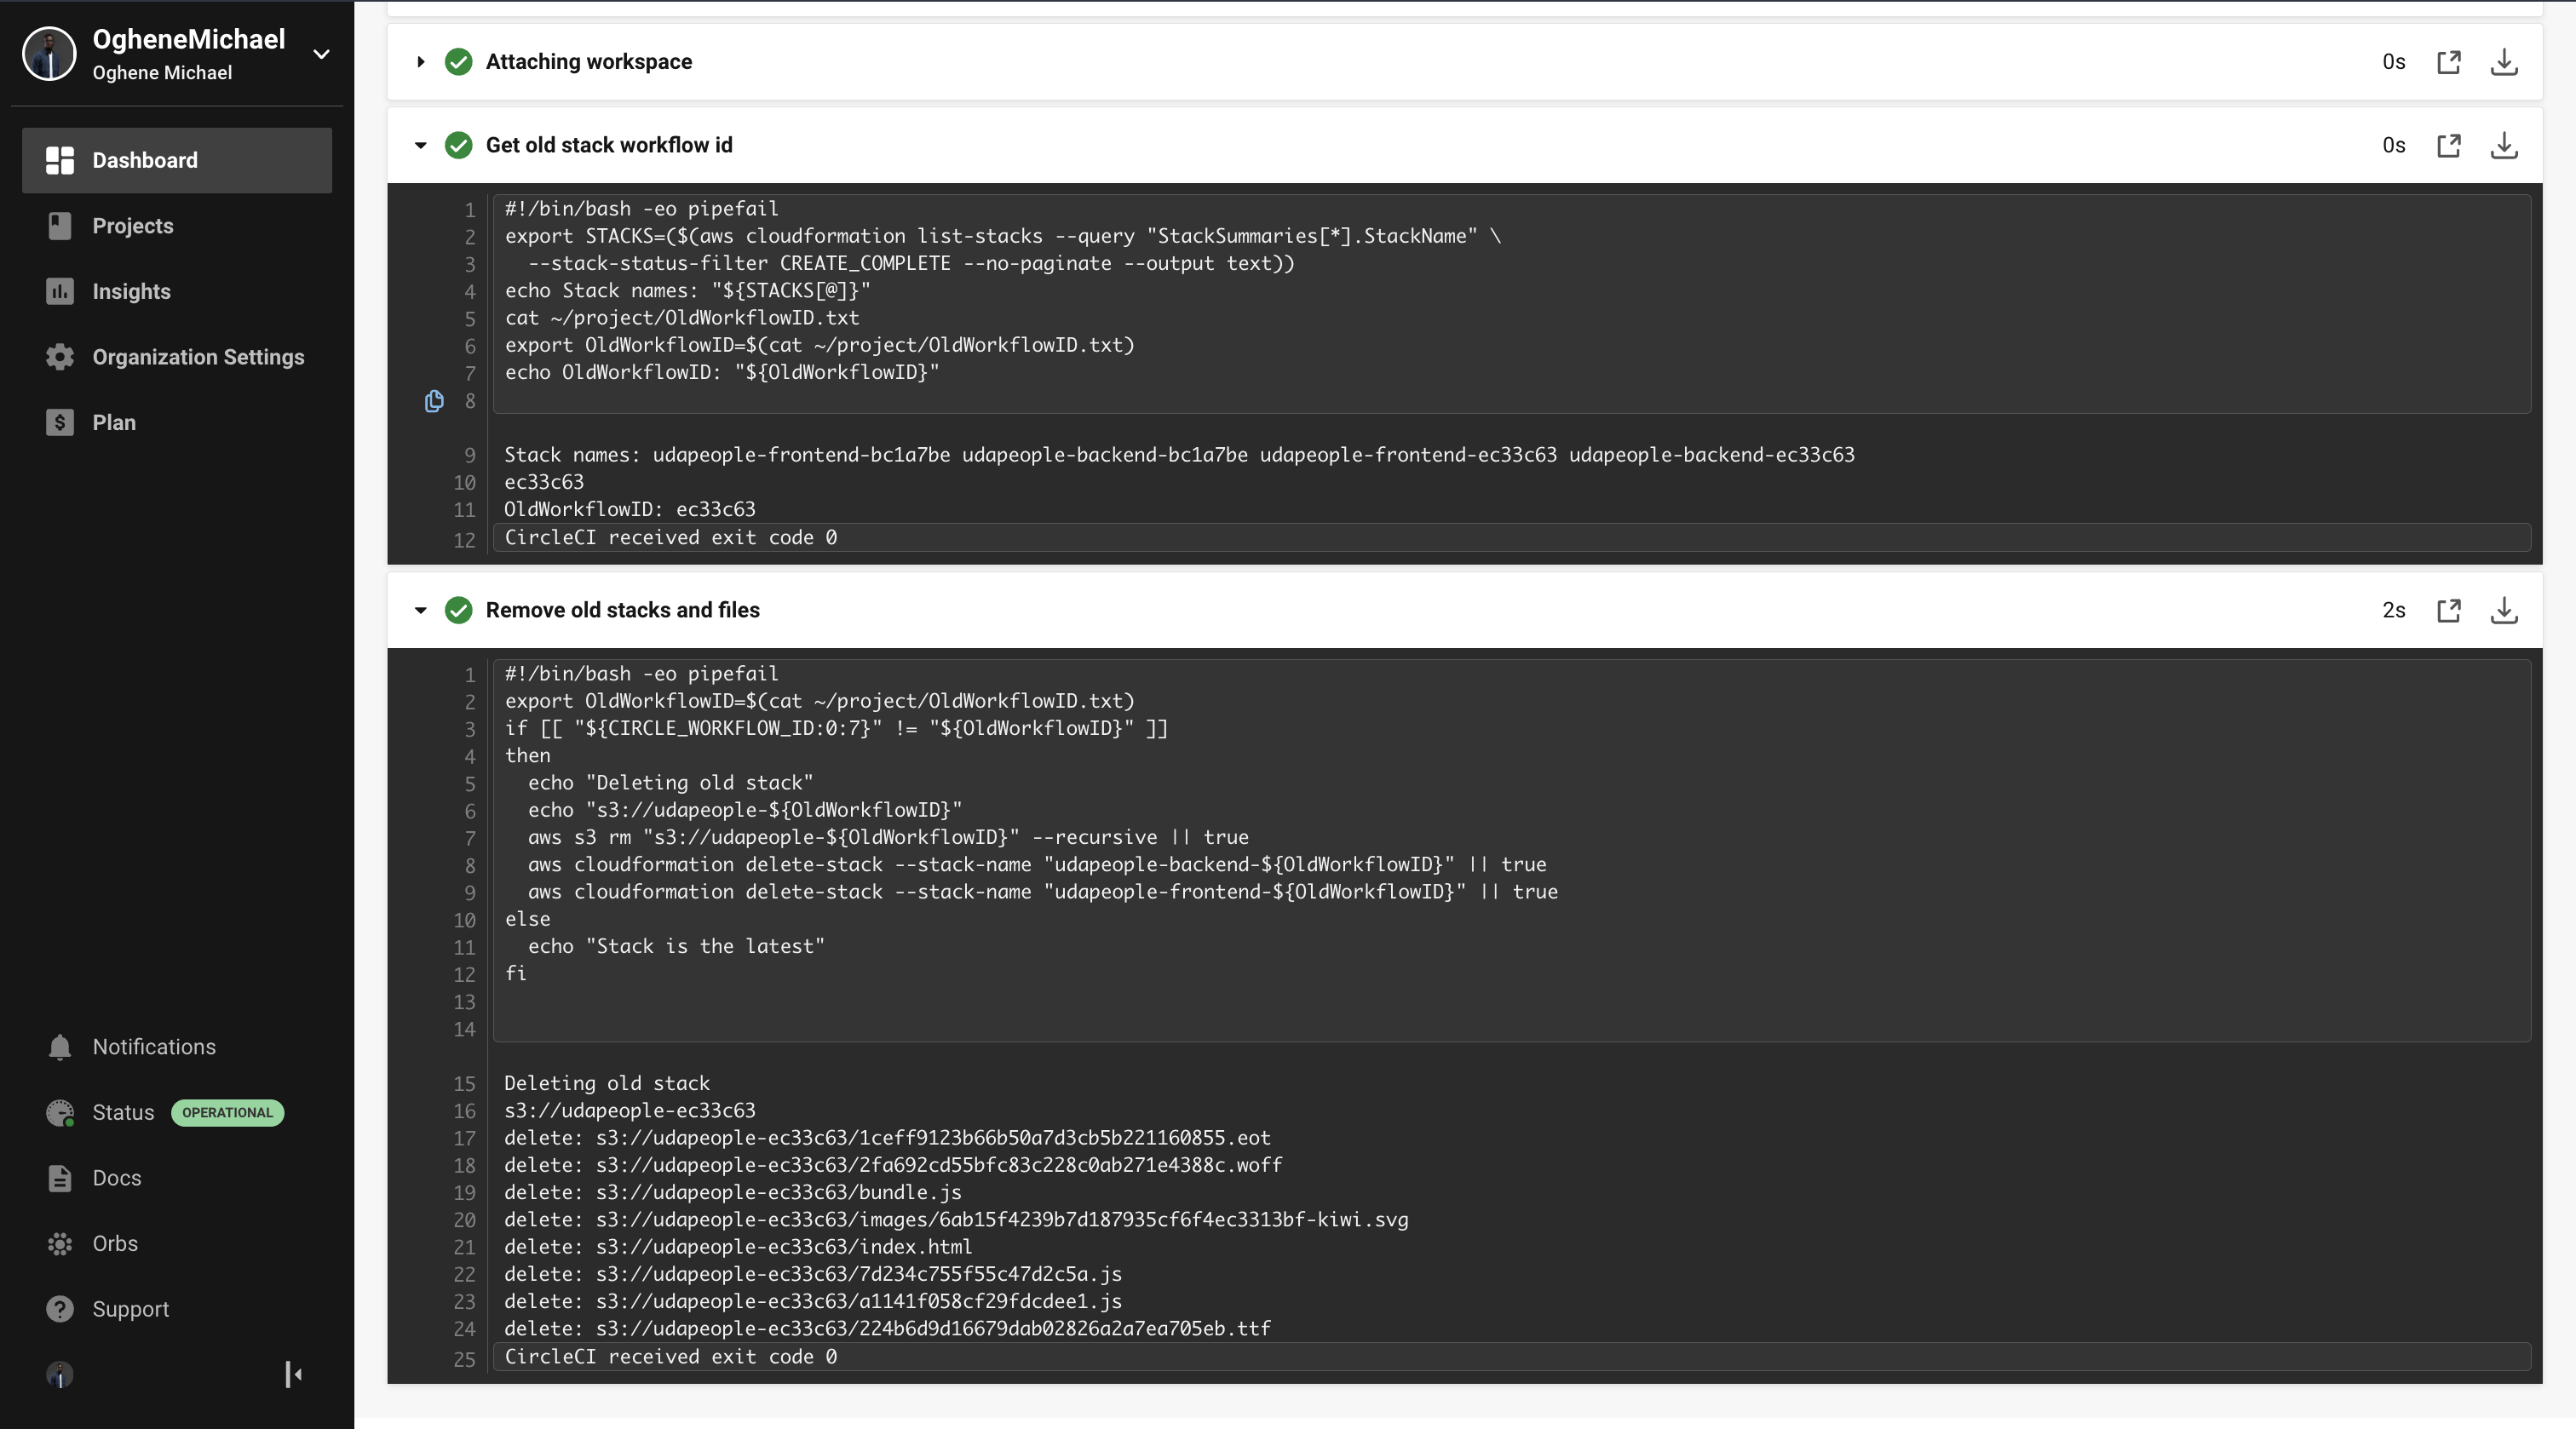 OgheneMichael
Oghene Michael
Dashboard
Projects
Insights
Organization Settings
Plan
Notifications
Status OPERATIONAL
Docs
Orbs
Support
Attaching workspace 0s
Get old stack workflow id 0s
1 #!/bin/bash -eo pipefail
2 export STACKS=($(aws cloudformation list-stacks --query "StackSummaries[*].StackName" \
3 --stack-status-filter CREATE_COMPLETE --no-paginate --output text))
4 echo Stack names: "${STACKS[@]}"
5 cat ~/project/OldWorkflowID.txt
6 export OldWorkflowID=$(cat ~/project/OldWorkflowID.txt)
7 echo OldWorkflowID: "${OldWorkflowID}"
8
9 Stack names: udapeople-frontend-bc1a7be udapeople-backend-bc1a7be udapeople-frontend-ec33c63 udapeople-backend-ec33c63
10 ec33c63
11 OldWorkflowID: ec33c63
12 CircleCI received exit code 0
Remove old stacks and files 2s
1 #!/bin/bash -eo pipefail
2 export OldWorkflowID=$(cat ~/project/OldWorkflowID.txt)
3 if [[ "${CIRCLE_WORKFLOW_ID:0:7}" != "${OldWorkflowID}" ]]
4 then
5 echo "Deleting old stack"
6 echo "s3://udapeople-${OldWorkflowID}"
7 aws s3 rm "s3://udapeople-${OldWorkflowID}" --recursive || true
8 aws cloudformation delete-stack --stack-name "udapeople-backend-${OldWorkflowID}" || true
9 aws cloudformation delete-stack --stack-name "udapeople-frontend-${OldWorkflowID}" || true
10 else
11 echo "Stack is the latest"
12 fi
13
14
15 Deleting old stack
16 s3://udapeople-ec33c63
17 delete: s3://udapeople-ec33c63/1ceff9123b66b50a7d3cb5b221160855.eot
18 delete: s3://udapeople-ec33c63/2fa692cd55bfc83c228c0ab271e4388c.woff
19 delete: s3://udapeople-ec33c63/bundle.js
20 delete: s3://udapeople-ec33c63/images/6ab15f4239b7d187935cf6f4ec3313bf-kiwi.svg
21 delete: s3://udapeople-ec33c63/index.html
22 delete: s3://udapeople-ec33c63/7d234c755f55c47d2c5a.js
23 delete: s3://udapeople-ec33c63/a1141f058cf29fdcdee1.js
24 delete: s3://udapeople-ec33c63/224b6d9d16679dab02826a2a7ea705eb.ttf
25 CircleCI received exit code 0